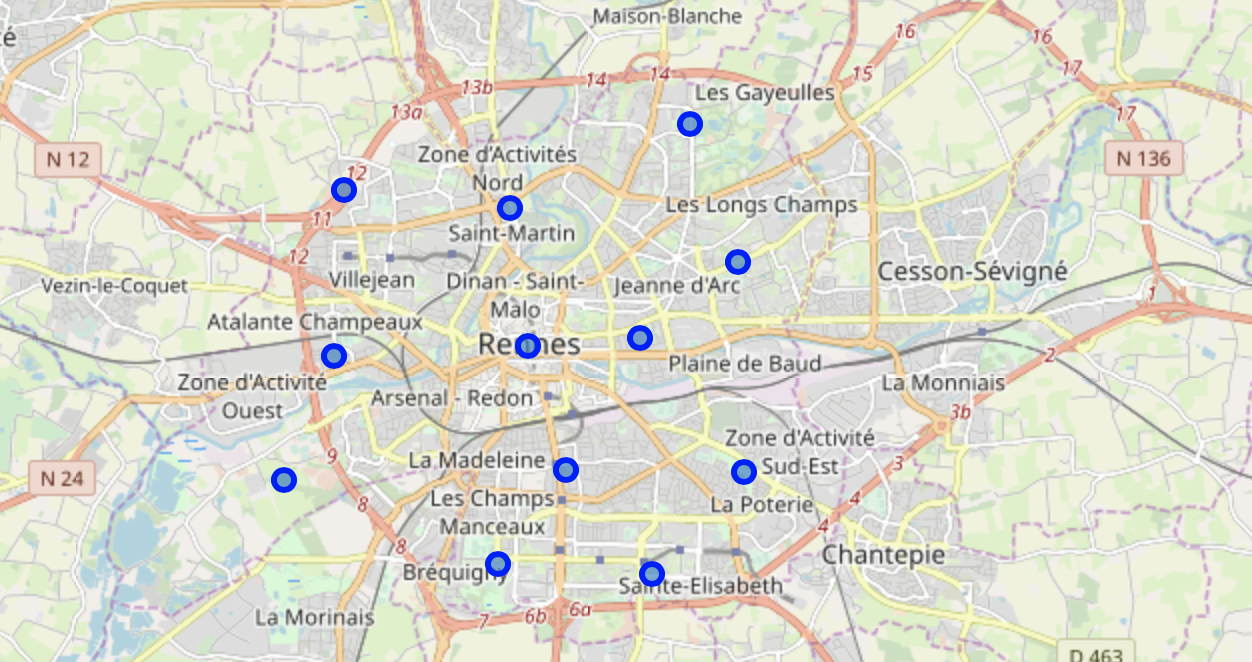 Maison-Blanche
té
16
16
15
17
14
14
13b
Les Gayeulles
13a
17
N 12
Zone d'Activités
Nord
N 136
12
Les Longs Champs
11
Saint-Martin
12
Villejean
Dinan - Saint-
Malo
Jeanne d'Arc
Cesson-Sévigné
Vezin-le-Coquet
1
Atalante Champeaux
Rennes
2
Plaine de Baud
Zone d'Activité
Ouest
La Monniais
Arsenal - Redon
3b
Zone d'Activité
Sud-Est
9
La Madeleine
3
N 24
Les Champs
Manceaux
La Poterie
8
4
4
8
Chantepie
Bréquigny
Sainte-Elisabeth
La Morinais
7
6b
6a
D 463